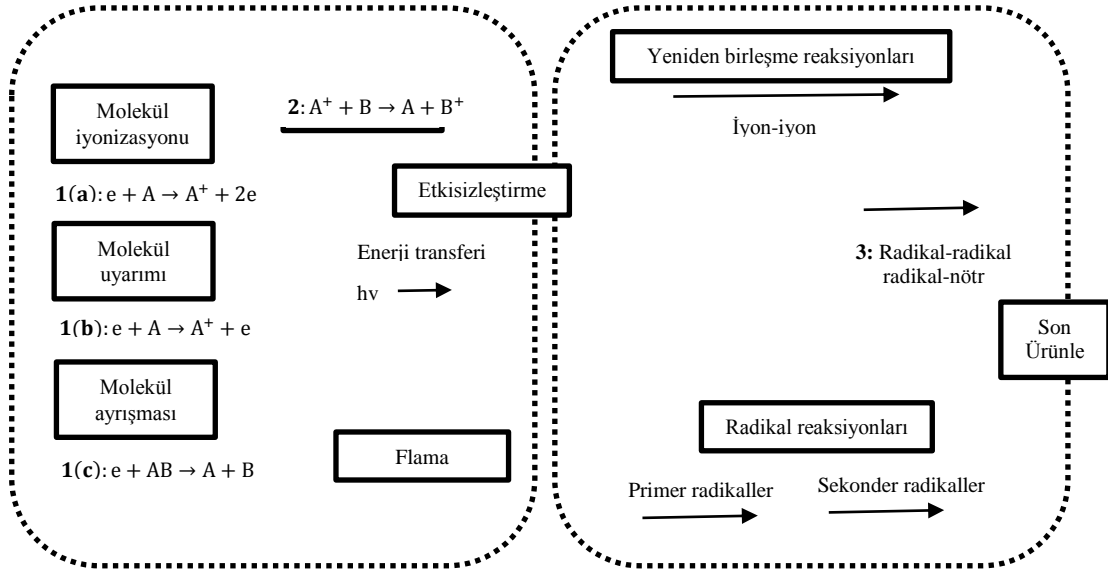 Molekül
iyonizasyonu
2: A⁺ + B → A + B⁺
1(a): e + A → A⁺ + 2e
Etkisizleştirme
Molekül
uyarımı
Enerji transferi
hv
1(b): e + A → A⁺ + e
Molekül
ayrışması
Flama
1(c): e + AB → A + B
Yeniden birleşme reaksiyonları
İyon-iyon
3: Radikal-radikal
radikal-nötr
Son
Ürünle
Radikal reaksiyonları
Primer radikaller
Sekonder radikaller